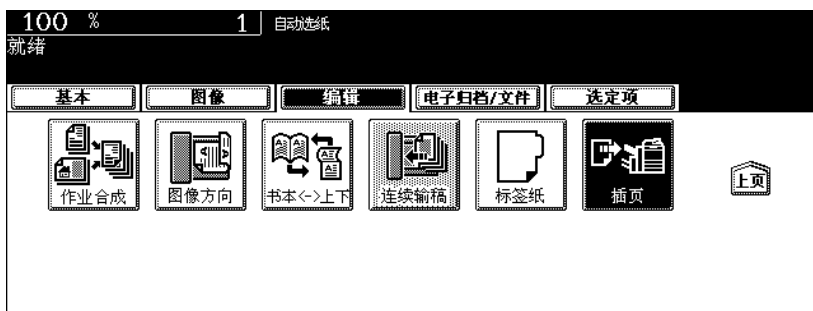 100 % 1 自动选纸
就绪
基本 图像 编辑 电子归档/文件 选定项
作业合成 图像方向 书本<->上下 连续输稿 标签纸 插页 上页